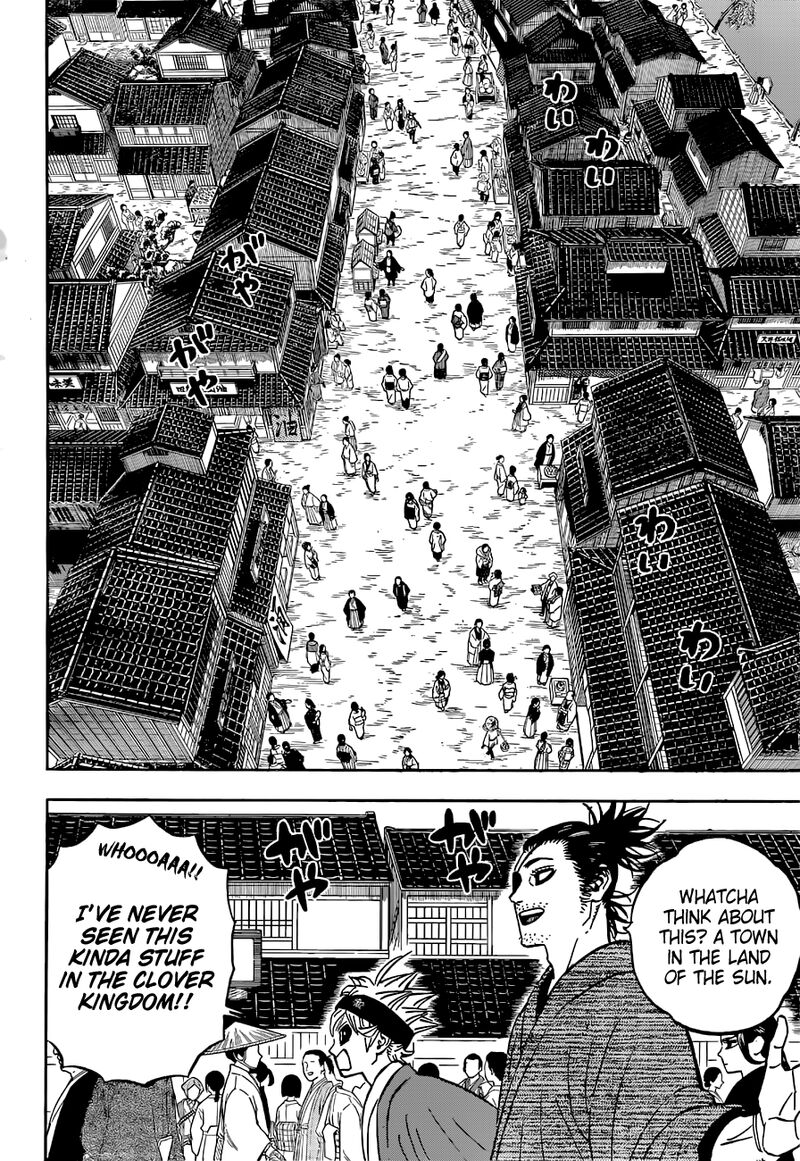 わい
わい
がや
がや
油
酒
わい
わい
WHATCHA
THINK ABOUT
THIS? A TOWN
IN THE LAND
OF THE SUN.
がや
がや
WHOOOAAA!!
I'VE NEVER
SEEN THIS
KINDA STUFF
IN THE CLOVER
KINGDOM!!